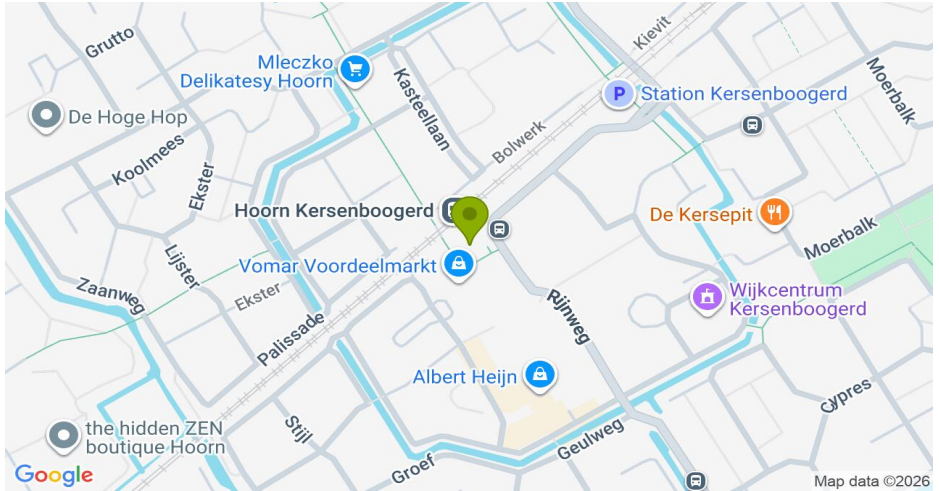 Grutto
Mleczko
Delikatesy Hoorn
Kievit
Kasteellaan
Moerbalk
P
Station Kersenboogerd
De Hoge Hop
Koolmees
Bolwerk
Ekster
Hoorn Kersenboogerd
De Kersepit
Moerbalk
Lijster
Vomar Voordeelmarkt
Zaanweg
Ekster
Wijkcentrum
Kersenboogerd
Palissade
Rijnweg
Albert Heijn
Cypres
the hidden ZEN
boutique Hoorn
Stijl
Geulweg
Groef
Google
Map data ©2026